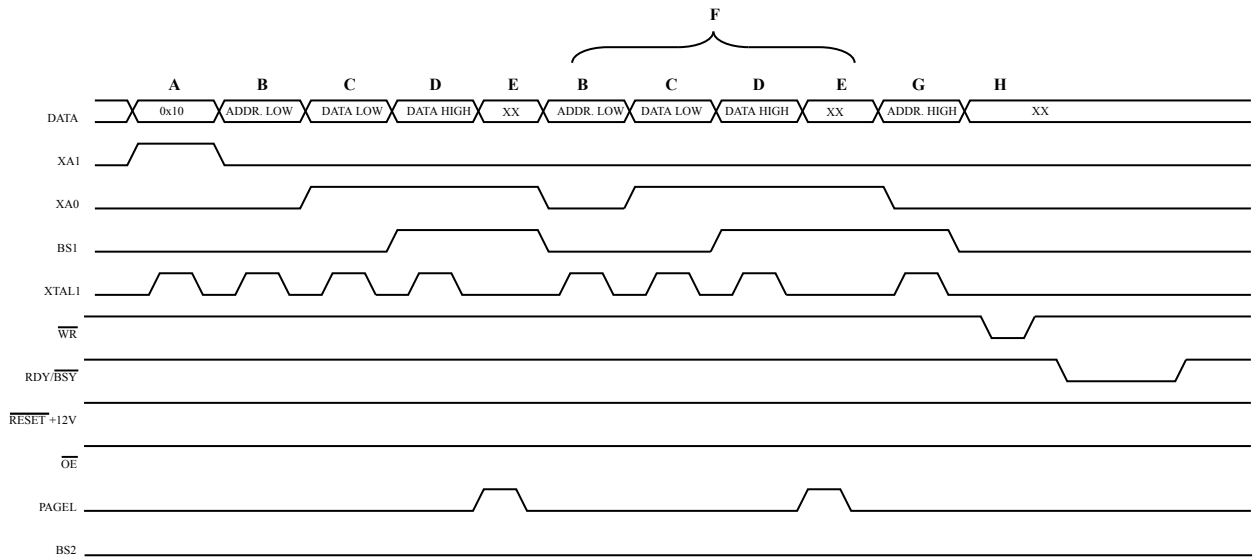 F
A B C D E B C D E G H
DATA 0x10 ADDR. LOW DATA LOW DATA HIGH XX ADDR. LOW DATA LOW DATA HIGH XX ADDR. HIGH XX
XA1
XA0
BS1
XTAL1
WR
RDY/BSY
RESET +12V
OE
PAGEL
BS2